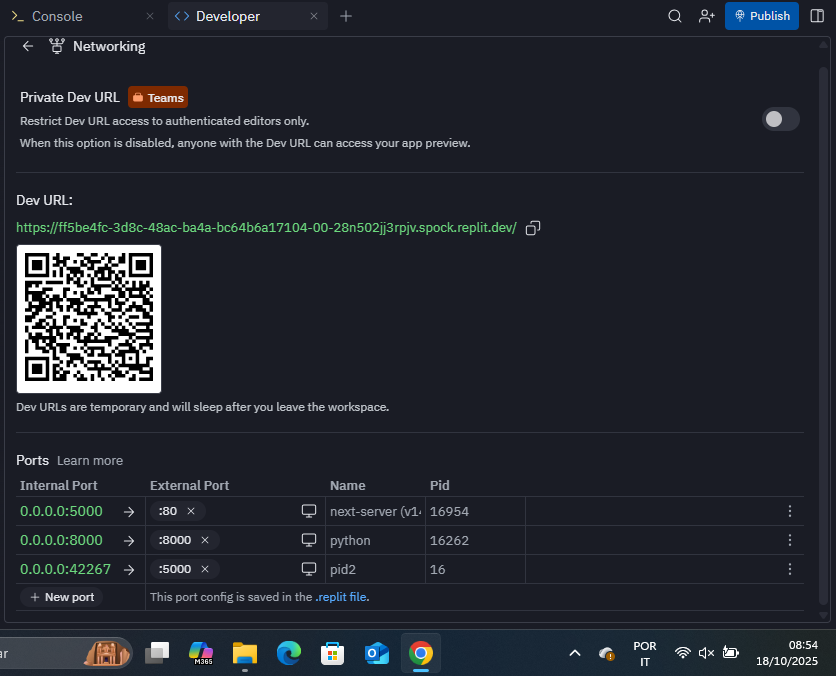 Console
Developer
Publish
Networking
Private Dev URL Teams
Restrict Dev URL access to authenticated editors only.
When this option is disabled, anyone with the Dev URL can access your app preview.
Dev URL:
https://ff5be4fc-3d8c-48ac-ba4a-bc64b6a17104-00-28n502jj3rpjv.spock.replit.dev/
Dev URLs are temporary and will sleep after you leave the workspace.
Ports Learn more
Internal Port External Port Name Pid
0.0.0.0:5000 → :80 × next-server (v14 16954
0.0.0.0:8000 → :8000 × python 16262
0.0.0.0:42267 → :5000 × pid2 16
+ New port This port config is saved in the .replit file.
ar
M365
POR
IT
08:54
18/10/2025